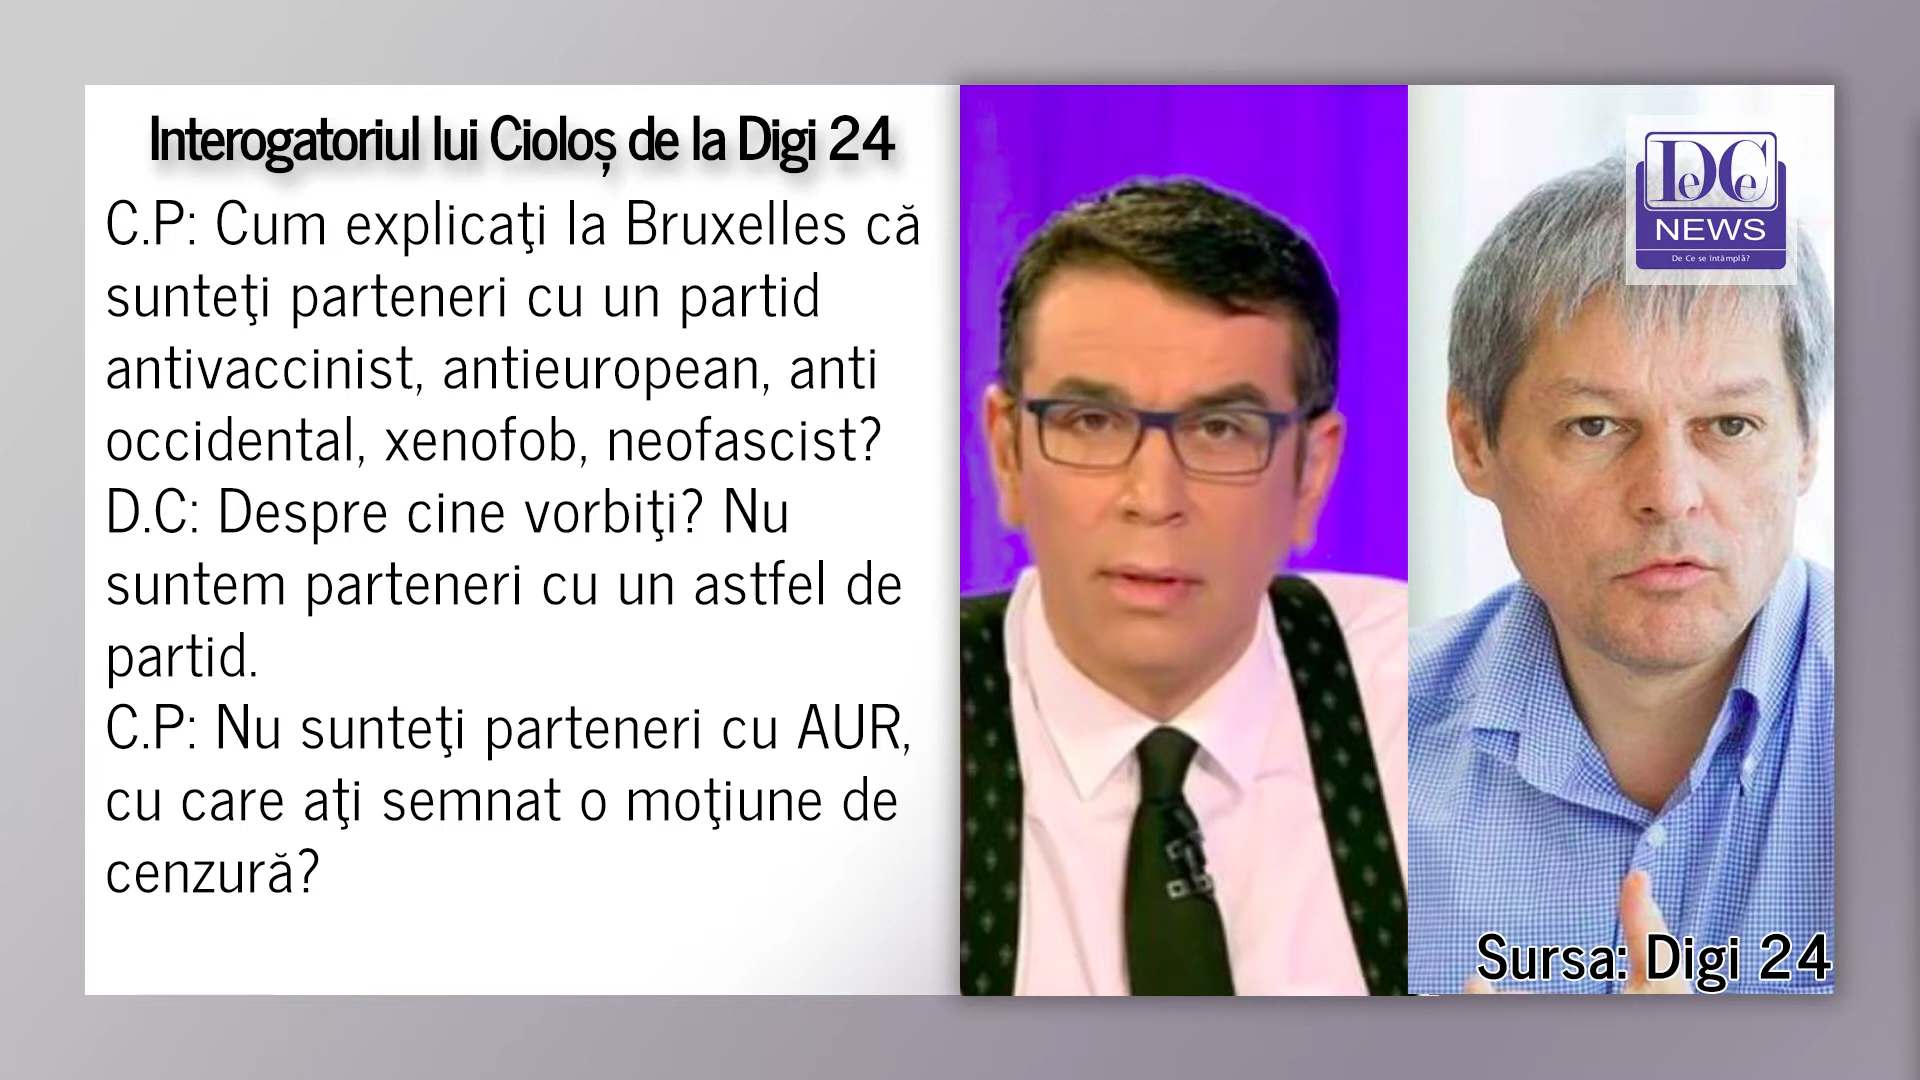 Interogatoriul lui Cioloș de la Digi 24
C.P: Cum explicaţi la Bruxelles că
sunteţi parteneri cu un partid
antivaccinist, antieuropean, anti
occidental, xenofob, neofascist?
D.C: Despre cine vorbiţi? Nu
suntem parteneri cu un astfel de
partid.
C.P: Nu sunteţi parteneri cu AUR,
cu care aţi semnat o moţiune de
cenzură?
DeCe
NEWS
De Ce se întâmplă?
Sursa: Digi 24